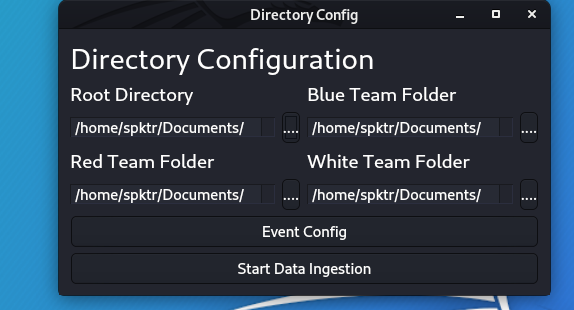 Directory Config
Directory Configuration
Root Directory
Blue Team Folder
/home/spktr/Documents/ .... /home/spktr/Documents/ ....
Red Team Folder
White Team Folder
/home/spktr/Documents/ .... /home/spktr/Documents/ ....
Event Config
Start Data Ingestion